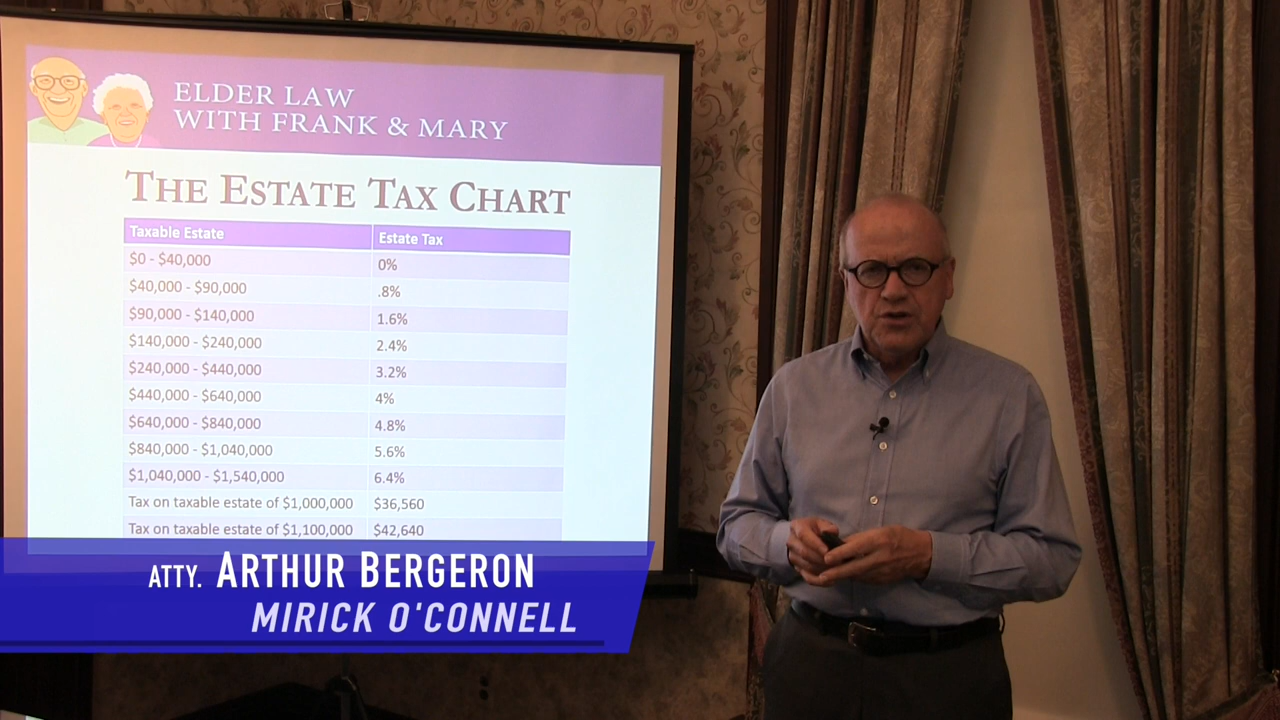 ELDER LAW
WITH FRANK & MARY
THE ESTATE TAX CHART
Taxable Estate Estate Tax
$0 - $40,000 0%
$40,000 - $90,000 .8%
$90,000 - $140,000 1.6%
$140,000 - $240,000 2.4%
$240,000 - $440,000 3.2%
$440,000 - $640,000 4%
$640,000 - $840,000 4.8%
$840,000 - $1,040,000 5.6%
$1,040,000 - $1,540,000 6.4%
Tax on taxable estate of $1,000,000 $36,560
Tax on taxable estate of $1,100,000 $42,640
ATTY. ARTHUR BERGERON
MIRICK O'CONNELL